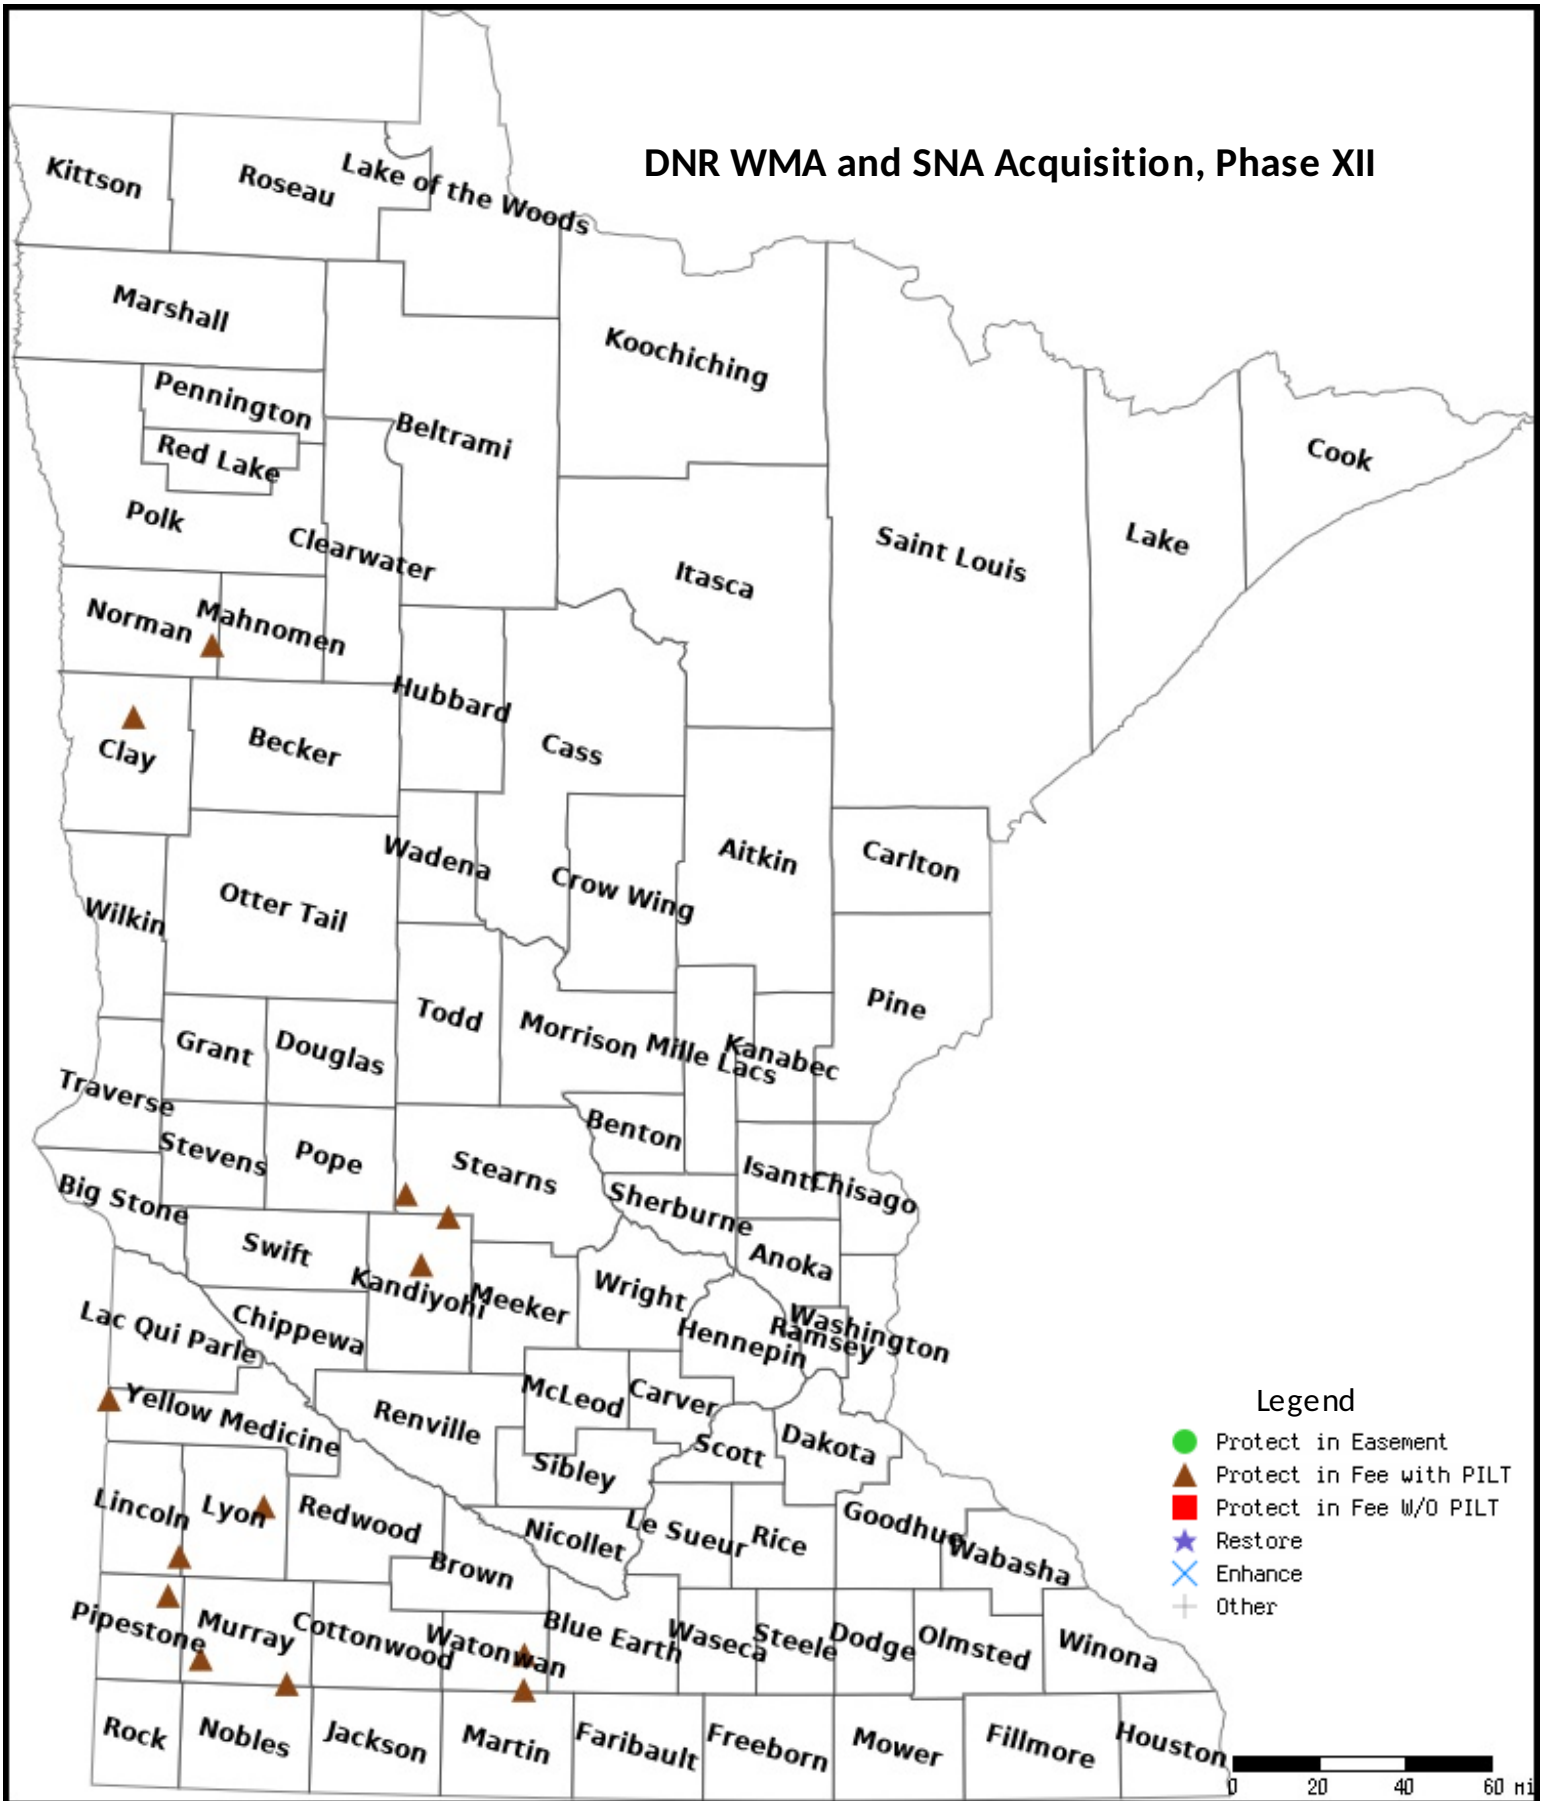 DNR WMA and SNA Acquisition, Phase XII
Kittson
Roseau
Lake of the Woods
Marshall
Koochiching
Pennington
Beltrami
Red Lake
Cook
Polk
Clearwater
Saint Louis
Lake
Itasca
Norman
Mahnomen
Hubbard
Clay
Becker
Cass
Wadena
Aitkin
Carlton
Otter Tail
Crow Wing
Wilkin
Pine
Todd
Morrison
Grant
Douglas
Mille Lacs
Kanabec
Traverse
Benton
Stevens
Pope
Stearns
Isanti
Chisago
Big Stone
Sherburne
Swift
Anoka
Kandiyohi
Meeker
Wright
Washington
Lac Qui Parle
Chippewa
Hennepin
Ramsey
McLeod
Carver
Yellow Medicine
Renville
Scott
Dakota
Sibley
Lincoln
Lyon
Redwood
Nicollet
Le Sueur
Rice
Goodhue
Wabasha
Brown
Pipestone
Murray
Cottonwood
Watonwan
Blue Earth
Waseca
Steele
Dodge
Olmsted
Winona
Rock
Nobles
Jackson
Martin
Faribault
Freeborn
Mower
Fillmore
Houston
Legend
Protect in Easement
Protect in Fee with PILT
Protect in Fee W/O PILT
Restore
Enhance
Other
0 20 40 60 mi